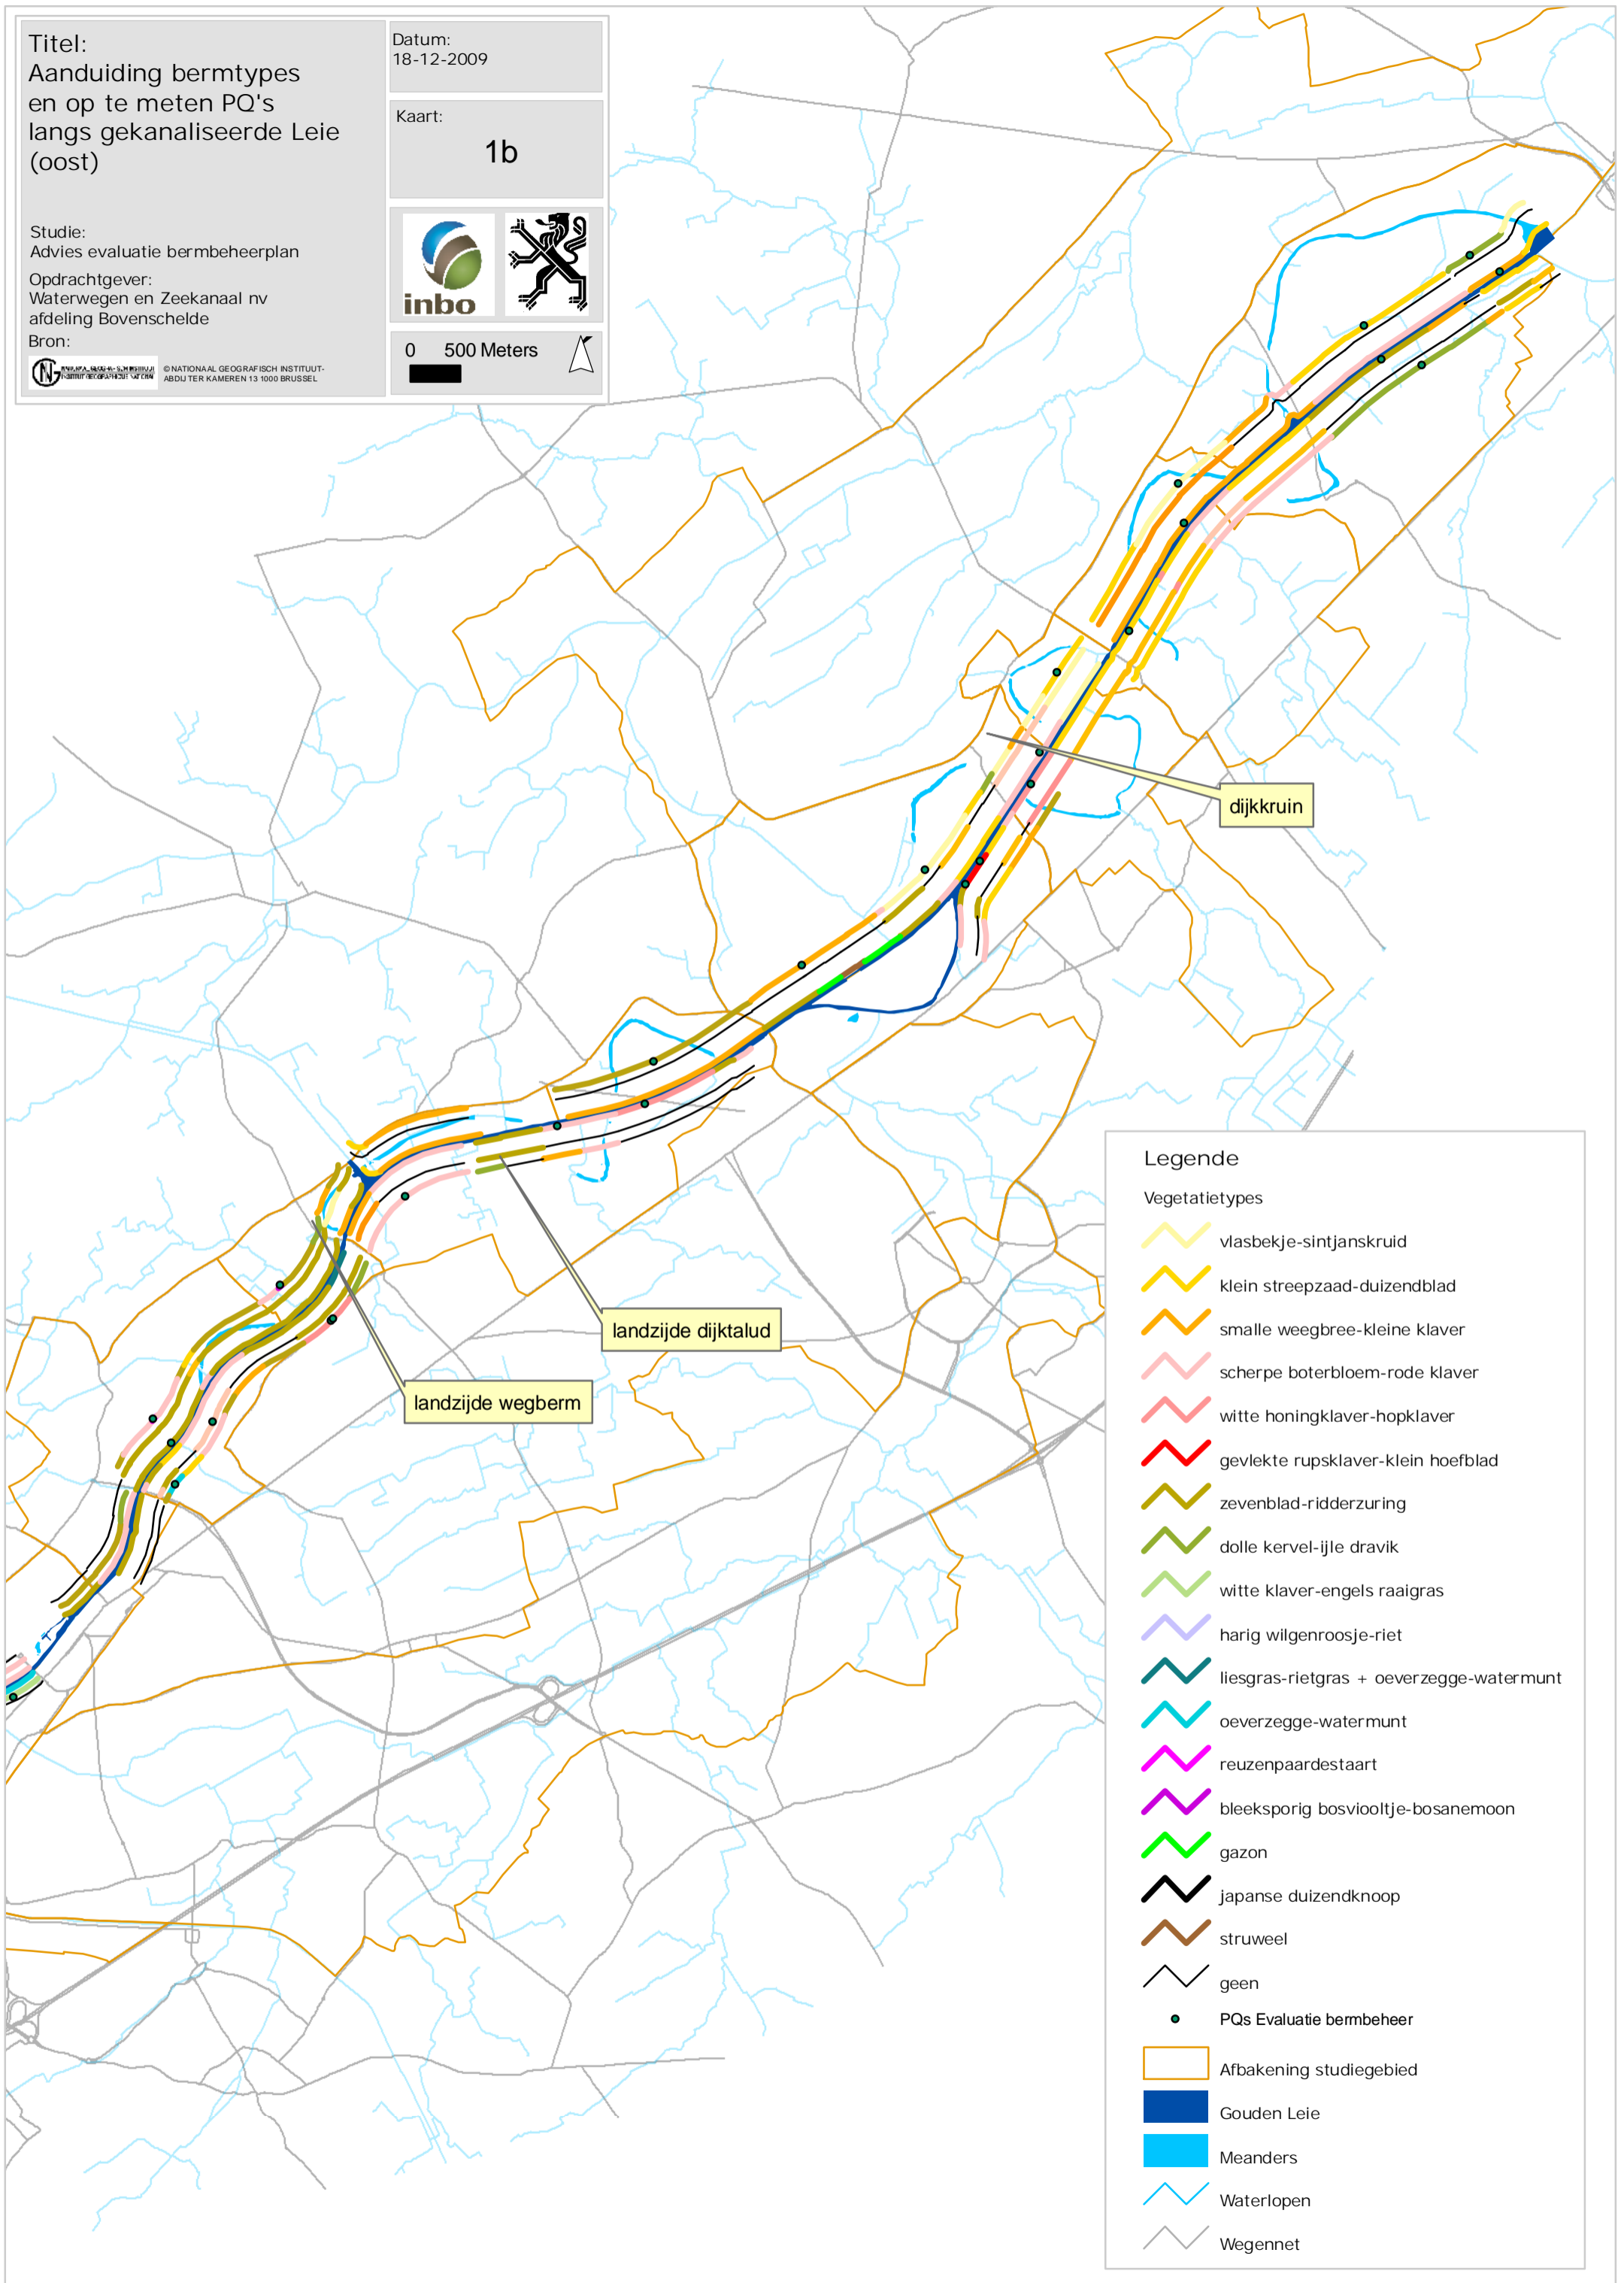 Titel:
Aanduiding bermtypes
en op te meten PQ's
langs gekanaliseerde Leie
(oost)
Studie:
Advies evaluatie bermbeheerplan
Opdrachtgever:
Waterwegen en Zeekanaal nv
afdeling Bovenschelde
Bron:
© NATIONAAL GEOGRAFISCH INSTITUUT-
ABDIJ TER KAMEREN 13 1000 BRUSSEL
Datum:
18-12-2009
Kaart:
1b
inbo
0 500 Meters
dijkkruin
landzijde dijktalud
landzijde wegberm
Legende
Vegetatietypes
vlasbekje-sintjanskruid
klein streepzaad-duizendblad
smalle weegbree-kleine klaver
scherpe boterbloem-rode klaver
witte honingklaver-hopklaver
gevlekte rupsklaver-klein hoefblad
zevenblad-ridderzuring
dolle kervel-ijle dravik
witte klaver-engels raaigras
harig wilgenroosje-riet
liesgras-rietgras + oeverzegge-watermunt
oeverzegge-watermunt
reuzenpaardestaart
bleeksporig bosviooltje-bosanemoon
gazon
japanse duizendknoop
struweel
geen
PQs Evaluatie bermbeheer
Afbakening studiegebied
Gouden Leie
Meanders
Waterlopen
Wegennet